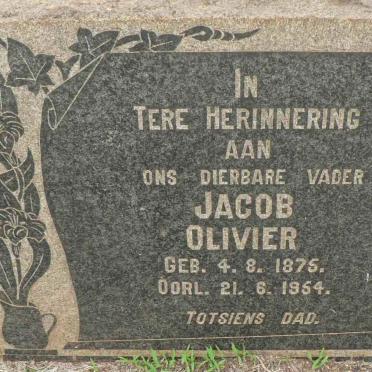 IN
TERE HERINNERING
AAN
ONS DIERBARE VADER
JACOB
OLIVIER
GEB. 4. 8. 1875.
OORL. 21. 6. 1954.
TOTSIENS DAD.